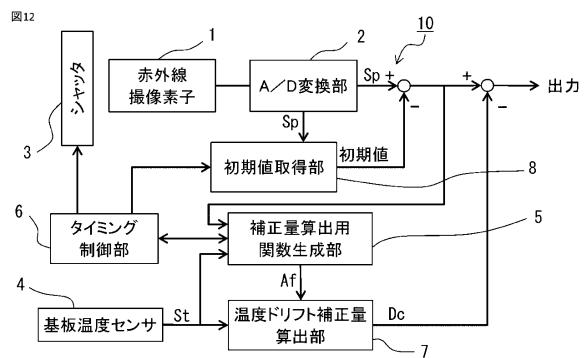 図12
1
2
10
赤外線
撮像素子
A/D変換部
Sp
+
-
+
-
出力
シャッタ
3
Sp
初期値取得部
初期値
8
6
タイミング
制御部
補正量算出用
関数生成部
5
Af
4
基板温度センサ
St
温度ドリフト補正量
算出部
Dc
7